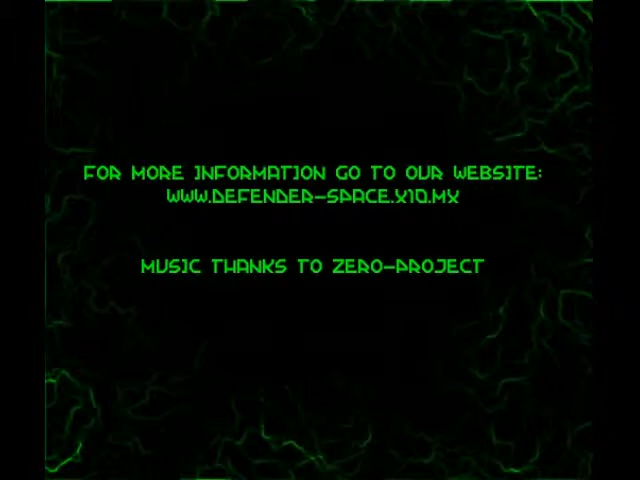 FOR MORE INFORMATION GO TO OUR WEBSITE:
WWW.DEFENDER-SPACE.X10.MX
MUSIC THANKS TO ZERO-PROJECT